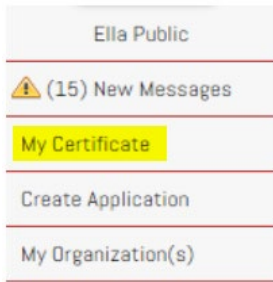 Ella Public
(15) New Messages
My Certificate
Create Application
My Organization(s)